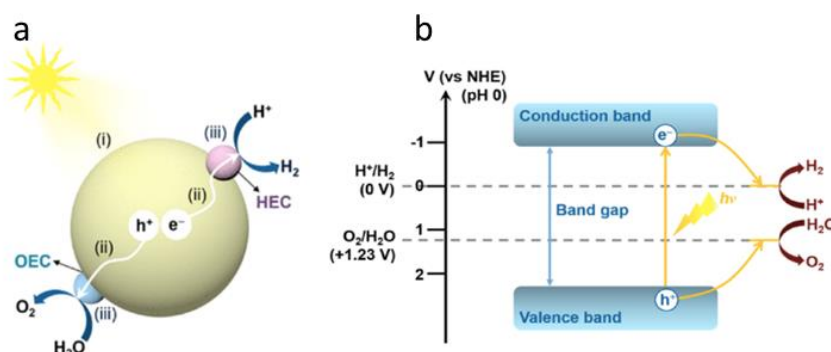 a
(i)
(iii)
H⁺
H₂
(ii)
HEC
h⁺
e⁻
(ii)
OEC
O₂
(iii)
H₂O
b
V (vs NHE)
(pH 0)
Conduction band
e⁻
-1
H⁺/H₂
(0 V)
0
H₂
H⁺
Band gap
hν
1
O₂/H₂O
(+1.23 V)
H₂O
O₂
2
h⁺
Valence band